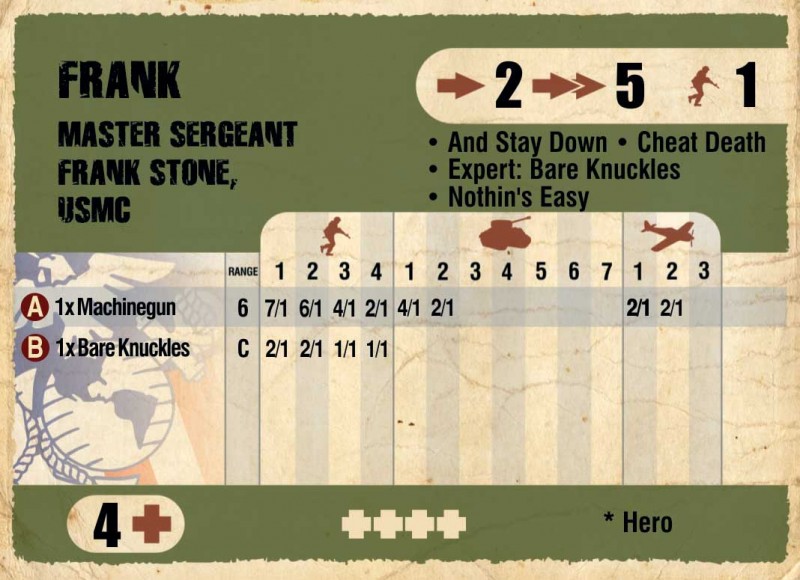 FRANK
MASTER SERGEANT
FRANK STONE,
USMC
2 5 1
• And Stay Down • Cheat Death
• Expert: Bare Knuckles
• Nothin's Easy
RANGE 1 2 3 4 1 2 3 4 5 6 7 1 2 3
A 1x Machinegun 6 7/1 6/1 4/1 2/1 4/1 2/1 2/1 2/1
B 1x Bare Knuckles C 2/1 2/1 1/1 1/1
4
* Hero